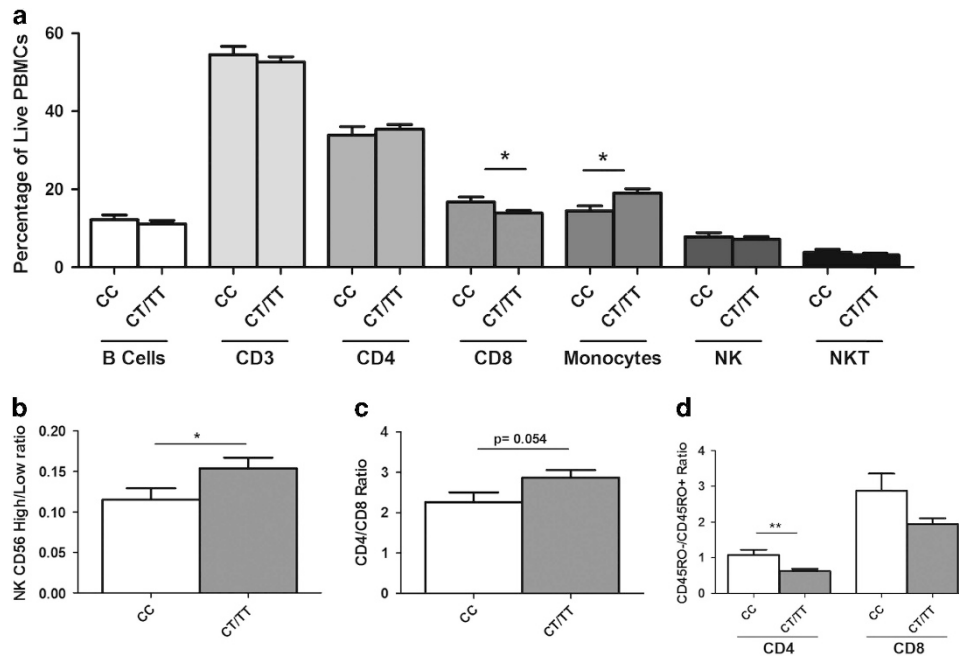 a
Percentage of Live PBMCs
60
40
20
0
*
*
CC
CT/TT
CC
CT/TT
CC
CT/TT
CC
CT/TT
CC
CT/TT
CC
CT/TT
CC
CT/TT
B Cells
CD3
CD4
CD8
Monocytes
NK
NKT
b
NK CD56 High/Low ratio
0.20
0.15
0.10
0.05
0.00
*
CC
CT/TT
c
CD4/CD8 Ratio
4
3
2
1
0
p= 0.054
CC
CT/TT
d
CD45RO-/CD45RO+ Ratio
4
3
2
1
0
**
CC
CT/TT
CC
CT/TT
CD4
CD8